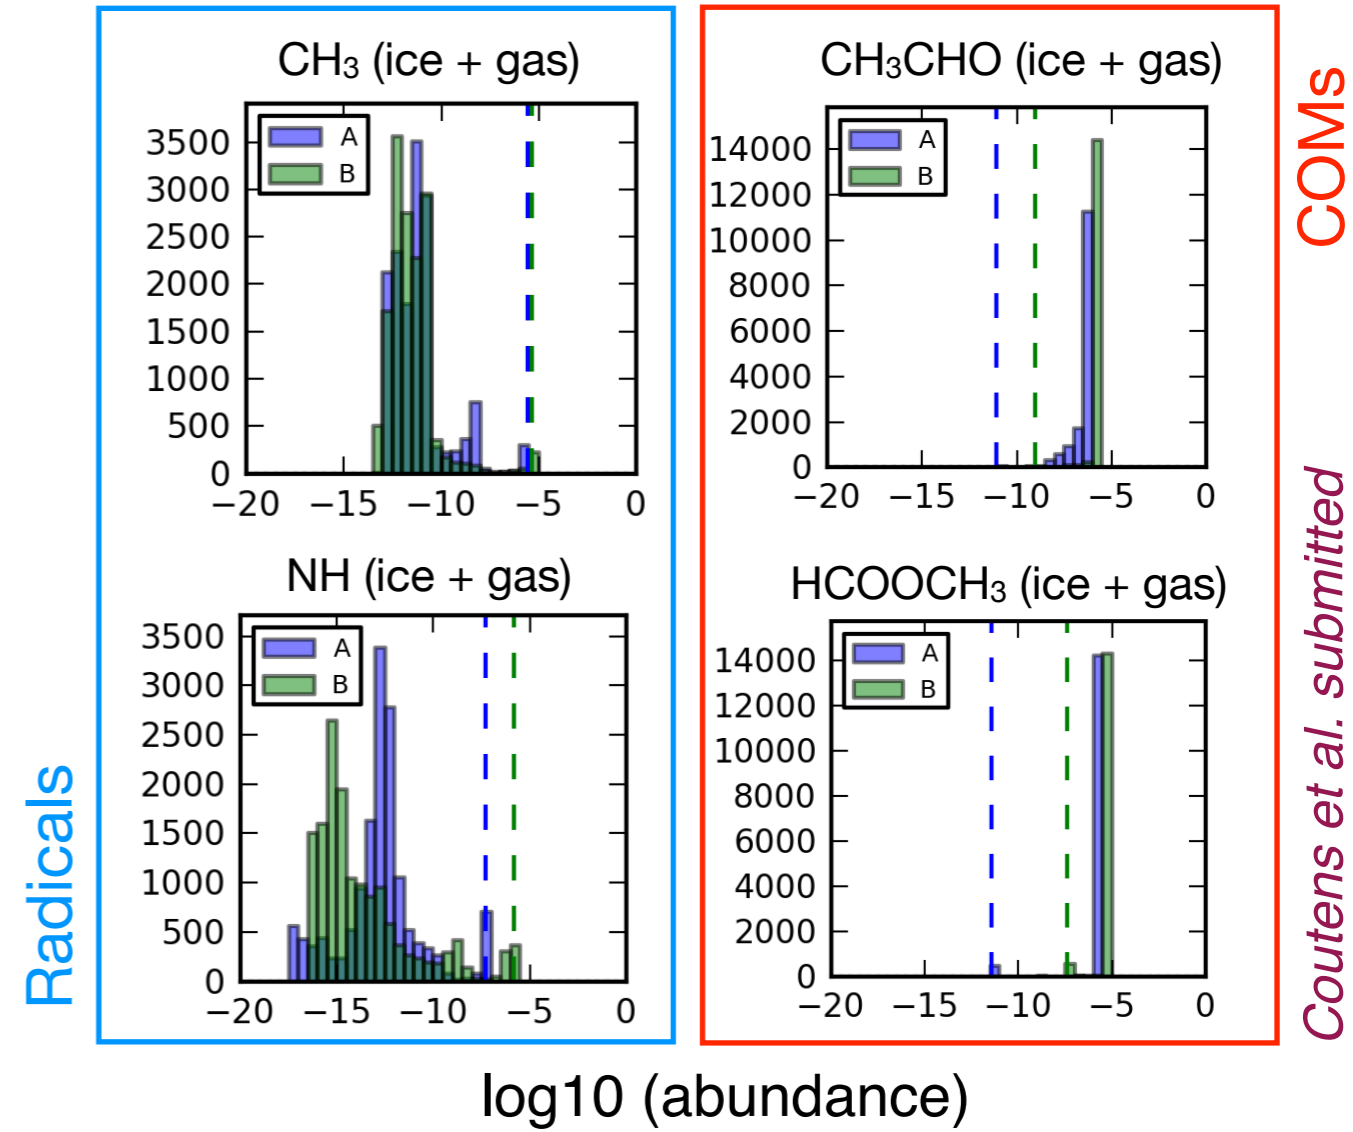 CH₃ (ice + gas)
A
B
3500
3000
2500
2000
1500
1000
500
0
−20 −15 −10 −5 0
CH₃CHO (ice + gas)
A
B
14000
12000
10000
8000
6000
4000
2000
0
−20 −15 −10 −5 0
NH (ice + gas)
A
B
3500
3000
2500
2000
1500
1000
500
0
−20 −15 −10 −5 0
HCOOCH₃ (ice + gas)
A
B
14000
12000
10000
8000
6000
4000
2000
0
−20 −15 −10 −5 0
Radicals
COMs
Coutens et al. submitted
log10 (abundance)